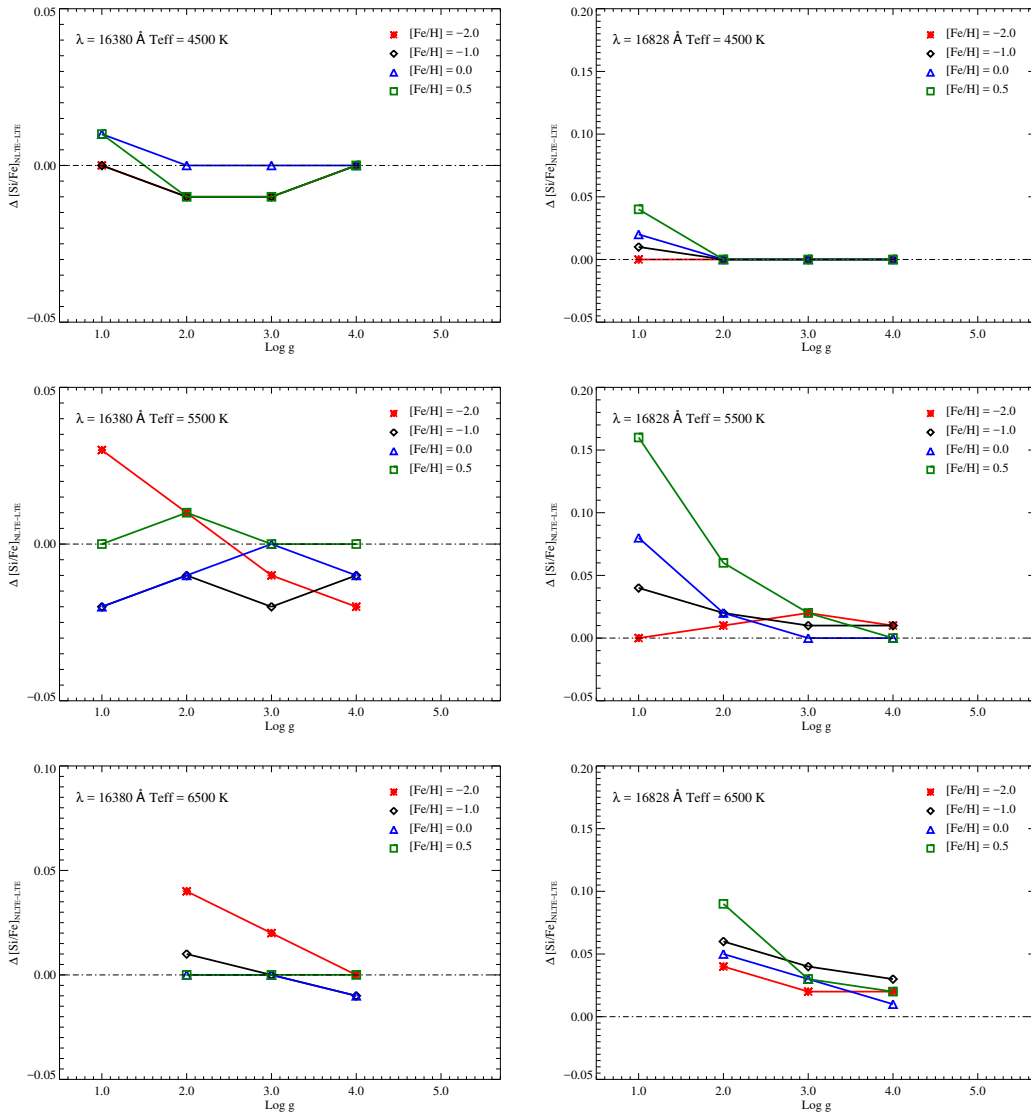 λ = 16380 Å Teff = 4500 K
[Fe/H] = −2.0
[Fe/H] = −1.0
[Fe/H] = 0.0
[Fe/H] = 0.5
0.05
0.00
−0.05
Δ [Si/Fe]NLTE−LTE
1.0 2.0 3.0 4.0 5.0
Log g
λ = 16828 Å Teff = 4500 K
[Fe/H] = −2.0
[Fe/H] = −1.0
[Fe/H] = 0.0
[Fe/H] = 0.5
0.20
0.15
0.10
0.05
0.00
−0.05
Δ [Si/Fe]NLTE−LTE
1.0 2.0 3.0 4.0 5.0
Log g
λ = 16380 Å Teff = 5500 K
[Fe/H] = −2.0
[Fe/H] = −1.0
[Fe/H] = 0.0
[Fe/H] = 0.5
0.05
0.00
−0.05
Δ [Si/Fe]NLTE−LTE
1.0 2.0 3.0 4.0 5.0
Log g
λ = 16828 Å Teff = 5500 K
[Fe/H] = −2.0
[Fe/H] = −1.0
[Fe/H] = 0.0
[Fe/H] = 0.5
0.20
0.15
0.10
0.05
0.00
−0.05
Δ [Si/Fe]NLTE−LTE
1.0 2.0 3.0 4.0 5.0
Log g
λ = 16380 Å Teff = 6500 K
[Fe/H] = −2.0
[Fe/H] = −1.0
[Fe/H] = 0.0
[Fe/H] = 0.5
0.10
0.05
0.00
−0.05
Δ [Si/Fe]NLTE−LTE
1.0 2.0 3.0 4.0 5.0
Log g
λ = 16828 Å Teff = 6500 K
[Fe/H] = −2.0
[Fe/H] = −1.0
[Fe/H] = 0.0
[Fe/H] = 0.5
0.20
0.15
0.10
0.05
0.00
−0.05
Δ [Si/Fe]NLTE−LTE
1.0 2.0 3.0 4.0 5.0
Log g